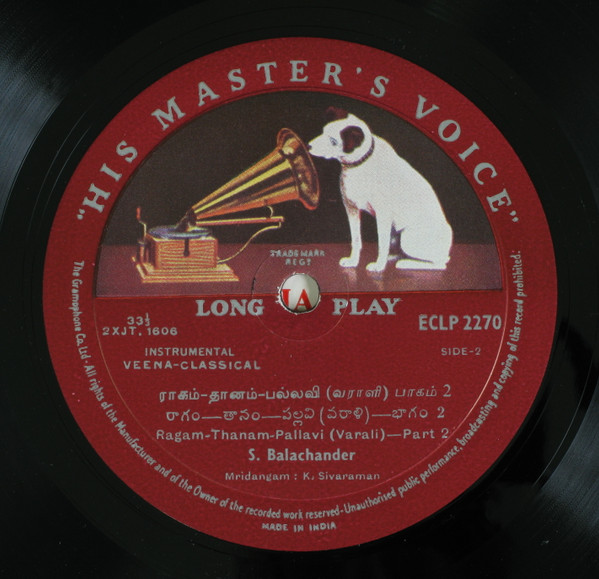 "HIS MASTER'S VOICE"
TRADE MARK
REGT
LONG PLAY
33⅓
2XJT. 1606
ECLP 2270
INSTRUMENTAL
VEENA-CLASSICAL
SIDE-2
ராகம்-தானம்-பல்லவி (வராளி) பாகம் 2
రాగం—తానం—పల్లవి (వరాళి)—భాగం 2
Ragam-Thanam-Pallavi (Varali)—Part 2
S. Balachander
Mridangam : K. Sivaraman
The Gramophone Co. Ltd - All rights of the Manufacturer and of the Owner of the recorded work reserved - Unauthorised public performance, broadcasting and copying of this record prohibited:
MADE IN INDIA